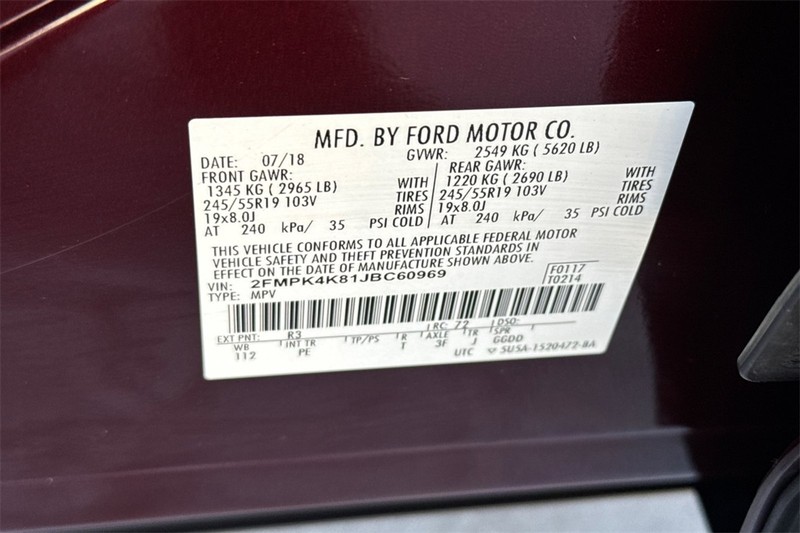 MFD. BY FORD MOTOR CO.
DATE: 07/18 GVWR: 2549 KG ( 5620 LB)
FRONT GAWR: REAR GAWR:
1345 KG ( 2965 LB) WITH 1220 KG ( 2690 LB) WITH
245/55R19 103V TIRES 245/55R19 103V TIRES
19x8.0J RIMS 19x8.0J RIMS
AT 240 kPa/ 35 PSI COLD AT 240 kPa/ 35 PSI COLD
THIS VEHICLE CONFORMS TO ALL APPLICABLE FEDERAL MOTOR
VEHICLE SAFETY AND THEFT PREVENTION STANDARDS IN
EFFECT ON THE DATE OF MANUFACTURE SHOWN ABOVE.
VIN: 2FMPK4K81JBC60969 F0117
TYPE: MPV T0214
EXT PNT: R3 RC: 72 DSO:
WB INT TR TP/PS R AXLE TR SPR
112 PE T 3F J GGDD
UTC 5U5A-1520472-BA